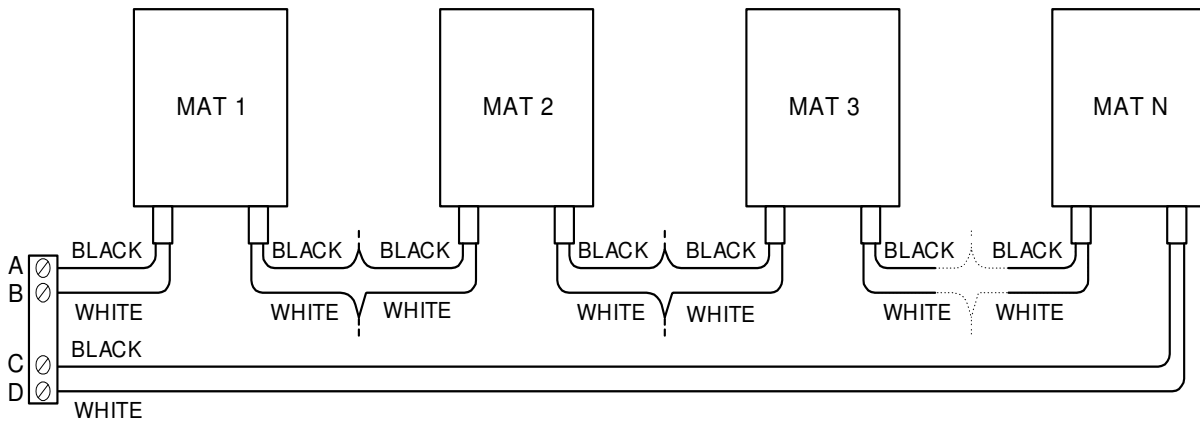 MAT 1 MAT 2 MAT 3 MAT N
BLACK BLACK BLACK BLACK BLACK BLACK BLACK
A
B
WHITE WHITE WHITE WHITE WHITE WHITE WHITE
BLACK
C
D
WHITE